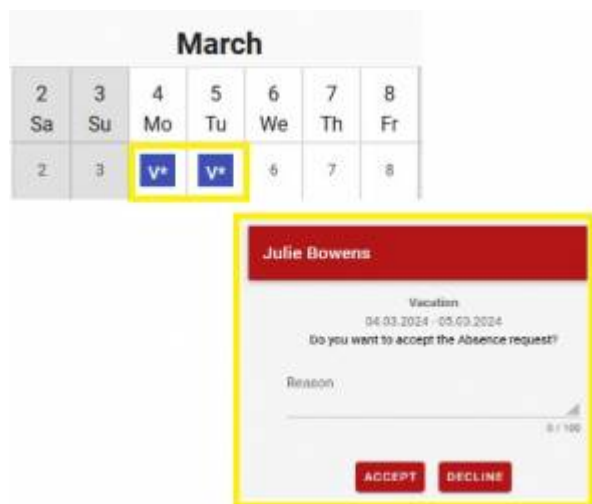 March
2 3 4 5 6 7 8
Sa Su Mo Tu We Th Fr
2 3 V* V* 6 7 8
Julie Bowens
Vacation
04.03.2024 - 05.03.2024
Do you want to accept the Absence request?
Reason
0 / 100
ACCEPT DECLINE